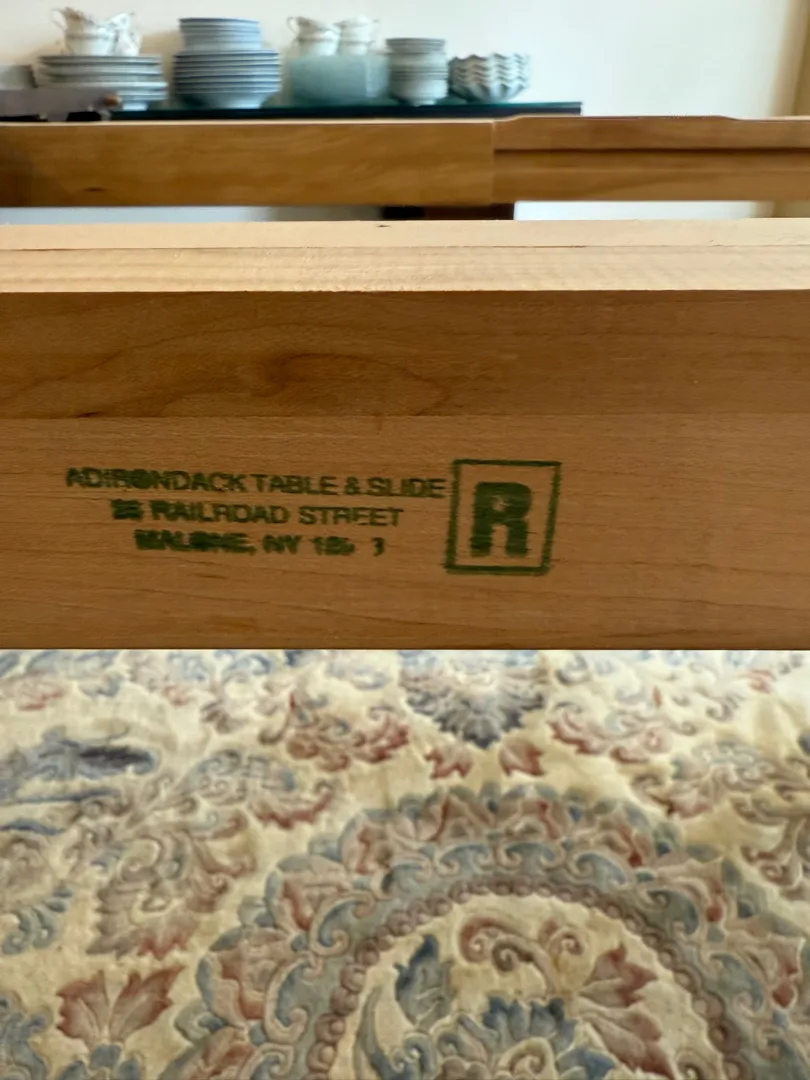 ADIRONDACK TABLE & SLIDE
RAILROAD STREET
MALONE, NY
R